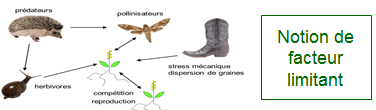 prédateurs
pollinisateurs
herbivores
stress mécanique
dispersion de graines
compétition
reproduction
Notion de
facteur
limitant